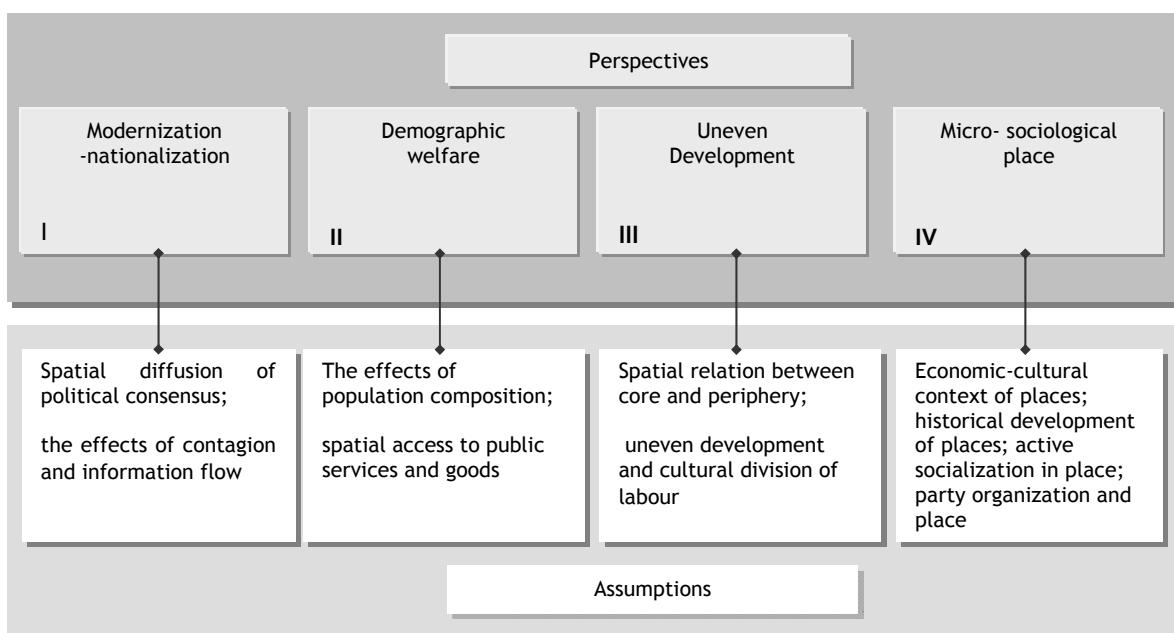 Perspectives
Modernization
-nationalization
I
Demographic
welfare
II
Uneven
Development
III
Micro- sociological
place
IV
Spatial diffusion of
political consensus;
the effects of contagion
and information flow
The effects of
population composition;
spatial access to public
services and goods
Spatial relation between
core and periphery;
uneven development
and cultural division of
labour
Economic-cultural
context of places;
historical development
of places; active
socialization in place;
party organization and
place
Assumptions